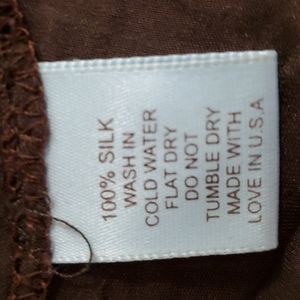 100% SILK
WASH IN
COLD WATER
FLAT DRY
DO NOT
TUMBLE DRY
MADE WITH
LOVE IN U.S.A